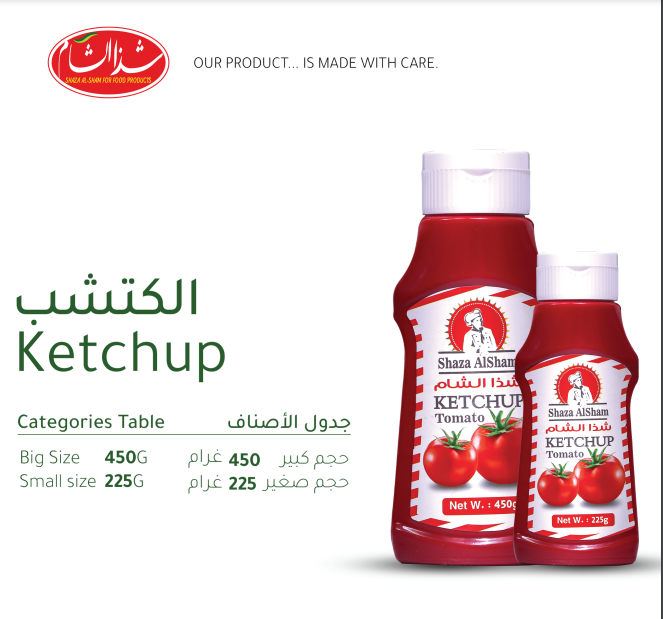 شذا الشام
SHAZA AL-SHAM FOR FOOD PRODUCTS
OUR PRODUCT... IS MADE WITH CARE.
الكتشب
Ketchup
Categories Table جدول الأصناف
Big Size 450G حجم كبير 450 غرام
Small size 225G حجم صغير 225 غرام
Shaza AlSham
شذا الشام
KETCHUP
Tomato
Net W. : 450g
Shaza AlSham
شذا الشام
KETCHUP
Tomato
Net W. : 225g